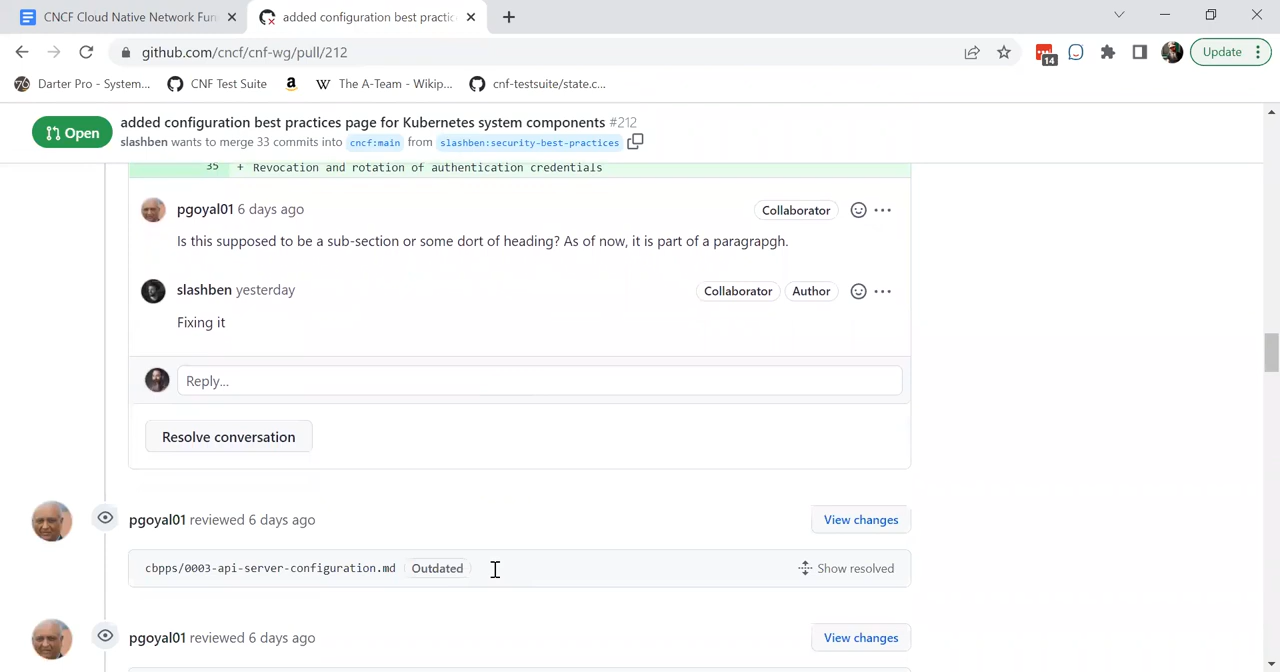 CNCF Cloud Native Network Fun
added configuration best practic
github.com/cncf/cnf-wg/pull/212
14
Update
76 Darter Pro - System...
CNF Test Suite
a
W The A-Team - Wikip...
cnf-testsuite/state.c...
Open
added configuration best practices page for Kubernetes system components #212
slashben wants to merge 33 commits into cncf:main from slashben:security-best-practices
35 + Revocation and rotation of authentication credentials
pgoyal01 6 days ago
Collaborator
Is this supposed to be a sub-section or some dort of heading? As of now, it is part of a paragrapgh.
slashben yesterday
Collaborator Author
Fixing it
Reply...
Resolve conversation
pgoyal01 reviewed 6 days ago
View changes
cbpps/0003-api-server-configuration.md Outdated
Show resolved
pgoyal01 reviewed 6 days ago
View changes